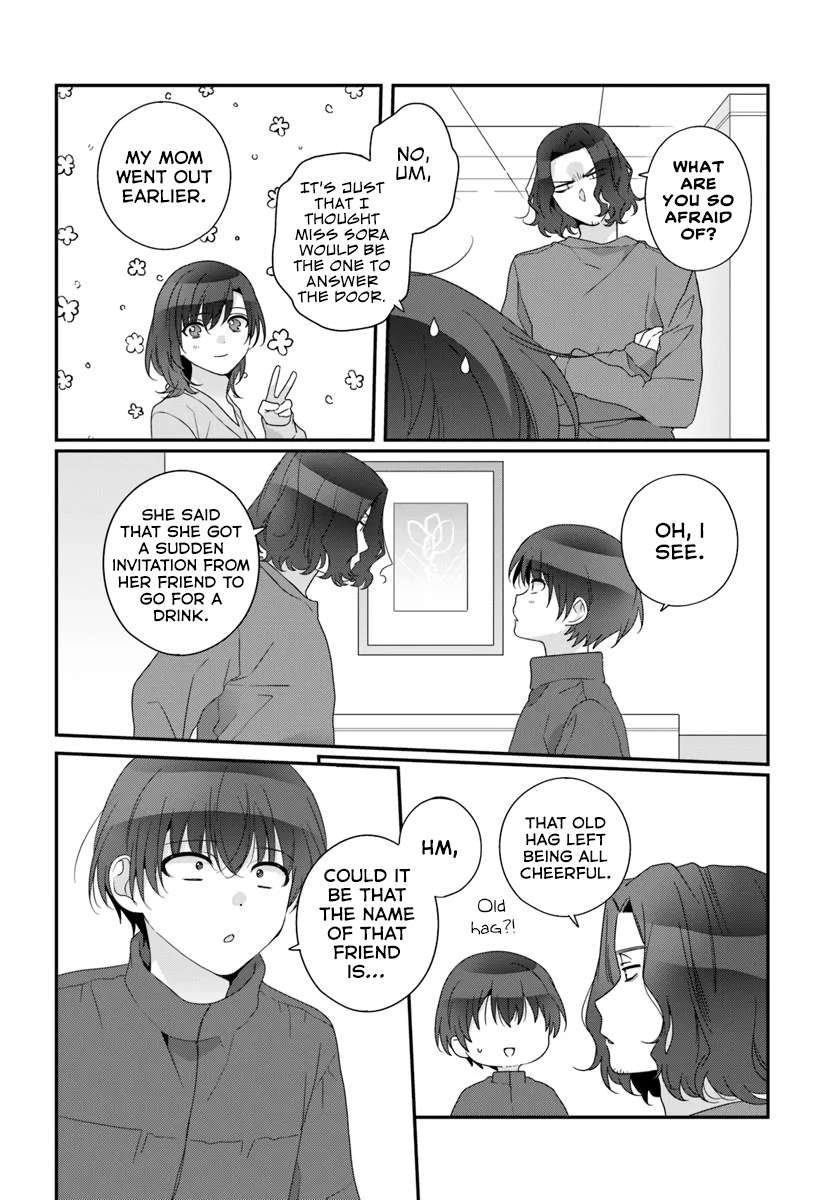 WHAT
ARE
YOU SO
AFRAID
OF?
NO,
UM,
IT'S JUST
THAT I
THOUGHT
MISS SORA
WOULD BE
THE ONE TO
ANSWER
THE DOOR.
MY MOM
WENT OUT
EARLIER.
OH, I
SEE.
SHE SAID
THAT SHE GOT
A SUDDEN
INVITATION FROM
HER FRIEND TO
GO FOR A
DRINK.
THAT OLD
HAG LEFT
BEING ALL
CHEERFUL.
Old
hag?!
HM,
COULD IT
BE THAT
THE NAME
OF THAT
FRIEND
IS...